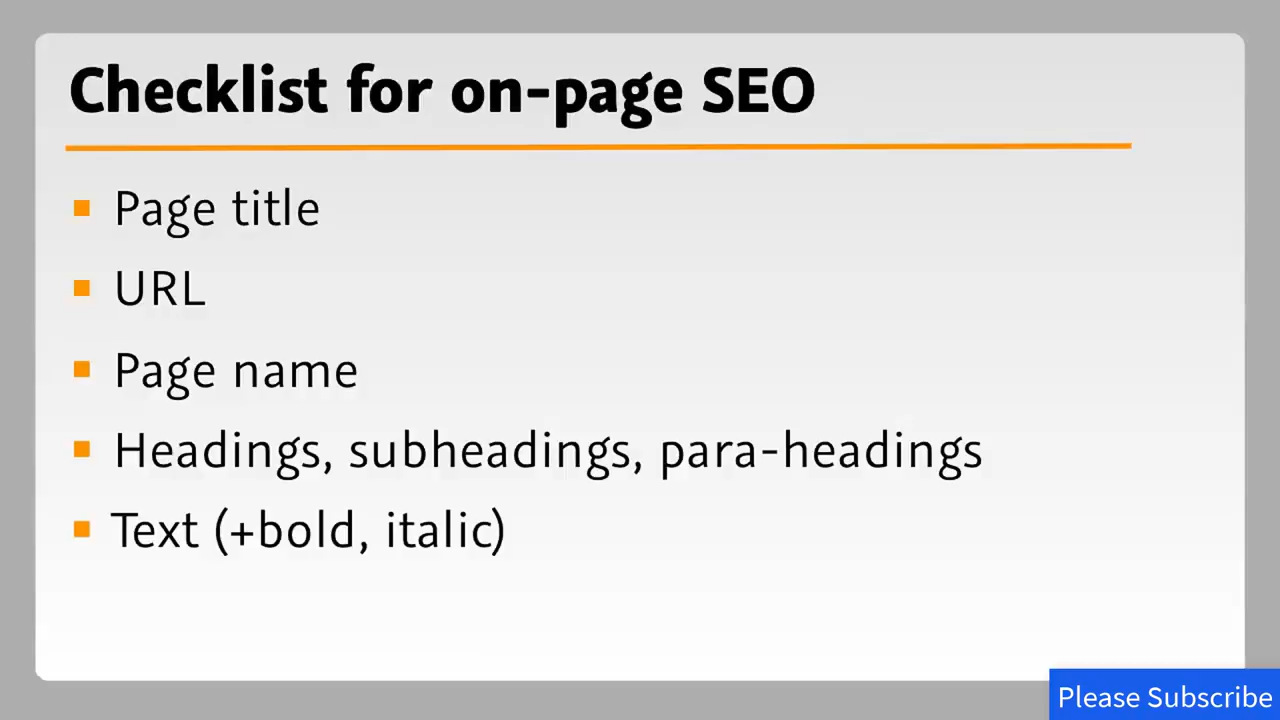 Checklist for on-page SEO
Page title
URL
Page name
Headings, subheadings, para-headings
Text (+bold, italic)
Please Subscribe